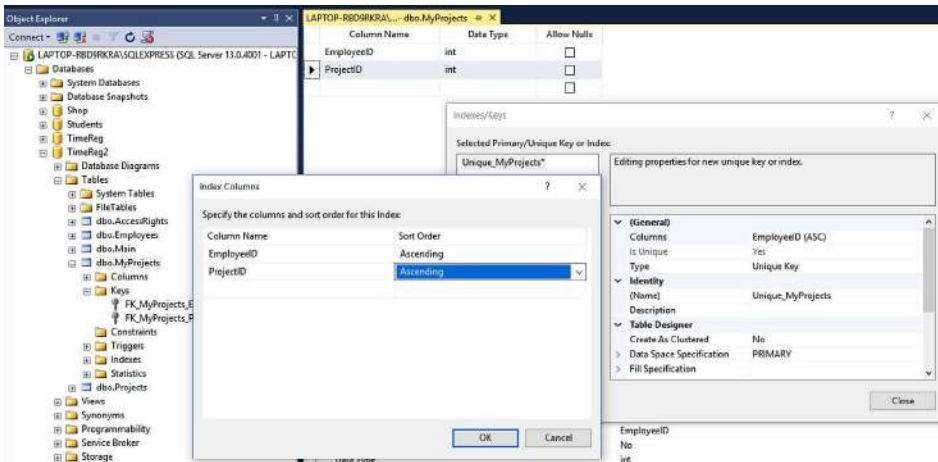 Object Explorer
Connect
LAPTOP-RBD9RKRA\SQLEXPRESS (SQL Server 13.0.4001 - LAPTO
Databases
System Databases
Database Snapshots
Shop
Students
TimeReg
TimeReg2
Database Diagrams
Tables
System Tables
FileTables
dbo.AccessRights
dbo.Employees
dbo.Main
dbo.MyProjects
Columns
Keys
FK_MyProjects_E
FK_MyProjects_P
Constraints
Triggers
Indexes
Statistics
dbo.Projects
Views
Synonyms
Programmability
Service Broker
Storage
LAPTOP-RBD9RKRA\...- dbo.MyProjects
Column Name Data Type Allow Nulls
EmployeeID int
ProjectID int
Indexes/Keys ?
Selected Primary/Unique Key or Index:
Unique_MyProjects*
Editing properties for new unique key or index.
(General)
Columns EmployeeID (ASC)
Is Unique Yes
Type Unique Key
Identity
(Name) Unique_MyProjects
Description
Table Designer
Create As Clustered No
Data Space Specification PRIMARY
Fill Specification
Close
Index Columns ?
Specify the columns and sort order for this Index:
Column Name Sort Order
EmployeeID Ascending
ProjectID Ascending
OK Cancel
EmployeeID
No
Data Type int